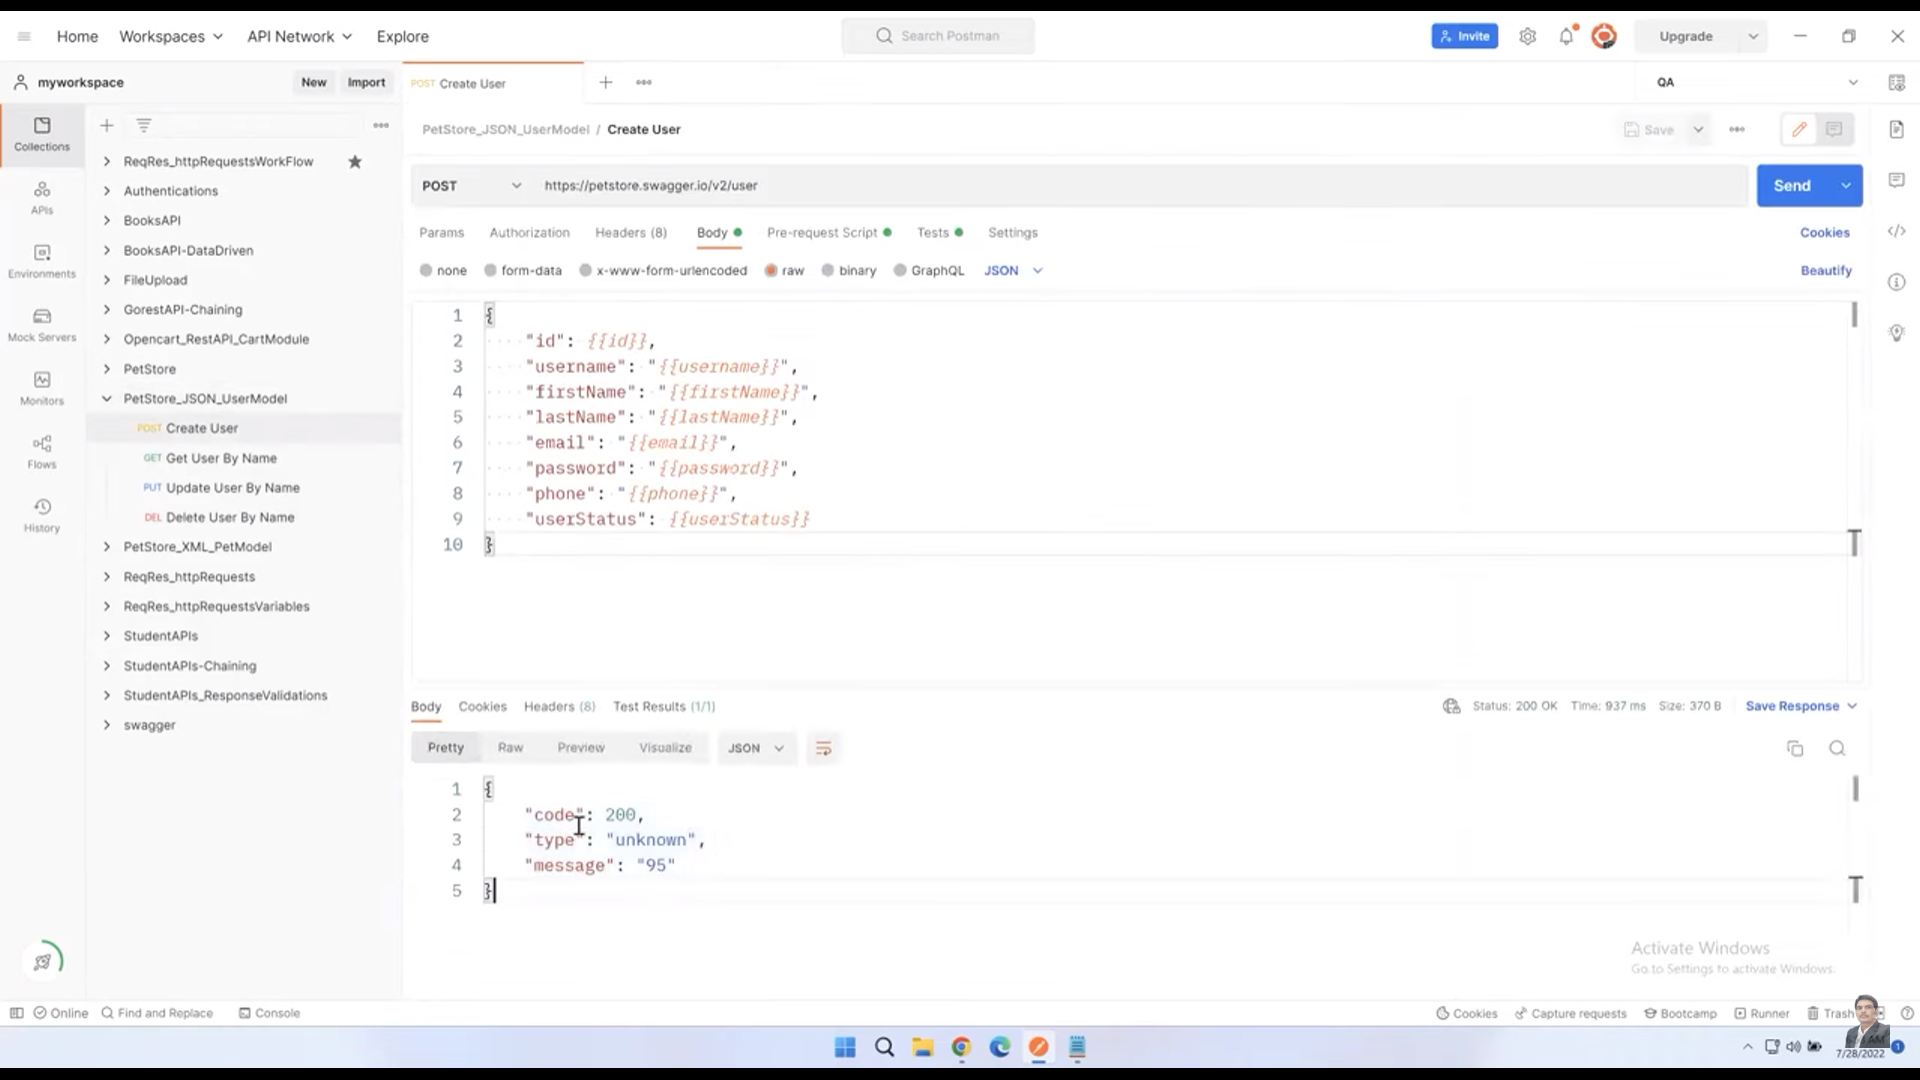 Home Workspaces API Network Explore Search Postman Invite Upgrade
myworkspace New Import POST Create User QA
Collections
APIs
Environments
Mock Servers
Monitors
Flows
History
ReqRes_httpRequestsWorkFlow
Authentications
BooksAPI
BooksAPI-DataDriven
FileUpload
GorestAPI-Chaining
Opencart_RestAPI_CartModule
PetStore
PetStore_JSON_UserModel
POST Create User
GET Get User By Name
PUT Update User By Name
DEL Delete User By Name
PetStore_XML_PetModel
ReqRes_httpRequests
ReqRes_httpRequestsVariables
StudentAPIs
StudentAPIs-Chaining
StudentAPIs_ResponseValidations
swagger
PetStore_JSON_UserModel / Create User Save
POST https://petstore.swagger.io/v2/user Send
Params Authorization Headers (8) Body Pre-request Script Tests Settings Cookies
none form-data x-www-form-urlencoded raw binary GraphQL JSON Beautify
1 {
2 "id": {{id}},
3 "username": "{{username}}",
4 "firstName": "{{firstName}}",
5 "lastName": "{{lastName}}",
6 "email": "{{email}}",
7 "password": "{{password}}",
8 "phone": "{{phone}}",
9 "userStatus": {{userStatus}}
10 }
Body Cookies Headers (8) Test Results (1/1) Status: 200 OK Time: 937 ms Size: 370 B Save Response
Pretty Raw Preview Visualize JSON
1 {
2 "code": 200,
3 "type": "unknown",
4 "message": "95"
5 }
Activate Windows
Go to Settings to activate Windows.
Online Find and Replace Console Cookies Capture requests Bootcamp Runner Trash
7/28/2022 1